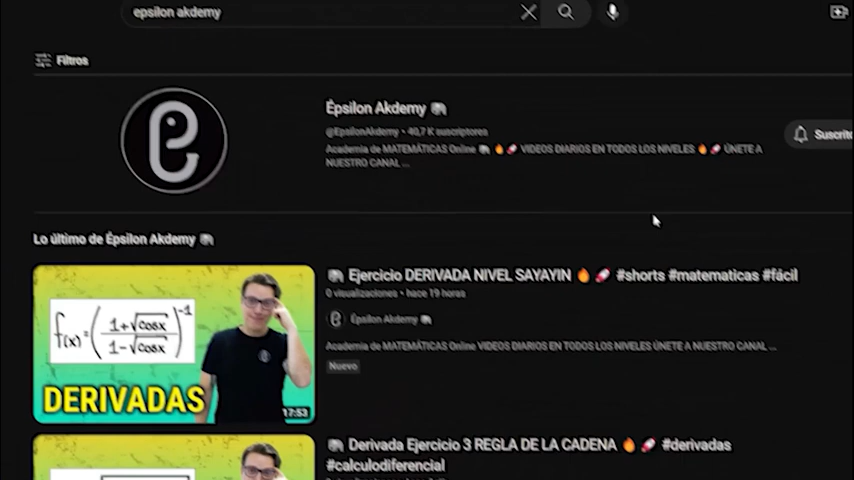 epsilon akdemy
Filtros
Épsilon Akdemy
@EpsilonAkdemy • 40,7 K suscriptores
Academia de MATEMÁTICAS Online 🐘 🔥🚀 VIDEOS DIARIOS EN TODOS LOS NIVELES 🔥🚀 ÚNETE A
NUESTRO CANAL ...
Suscrito
Lo último de Épsilon Akdemy
Ejercicio DERIVADA NIVEL SAYAYIN 🔥 🚀 #shorts #matematicas #fácil
0 visualizaciones • hace 19 horas
Épsilon Akdemy
Academia de MATEMÁTICAS Online VIDEOS DIARIOS EN TODOS LOS NIVELES ÚNETE A NUESTRO CANAL ...
Nuevo
f(x)=((1+√cosx)/(1-√cosx))^-1
DERIVADAS
17:53
Derivada Ejercicio 3 REGLA DE LA CADENA 🔥 🚀 #derivadas
#calculodiferencial